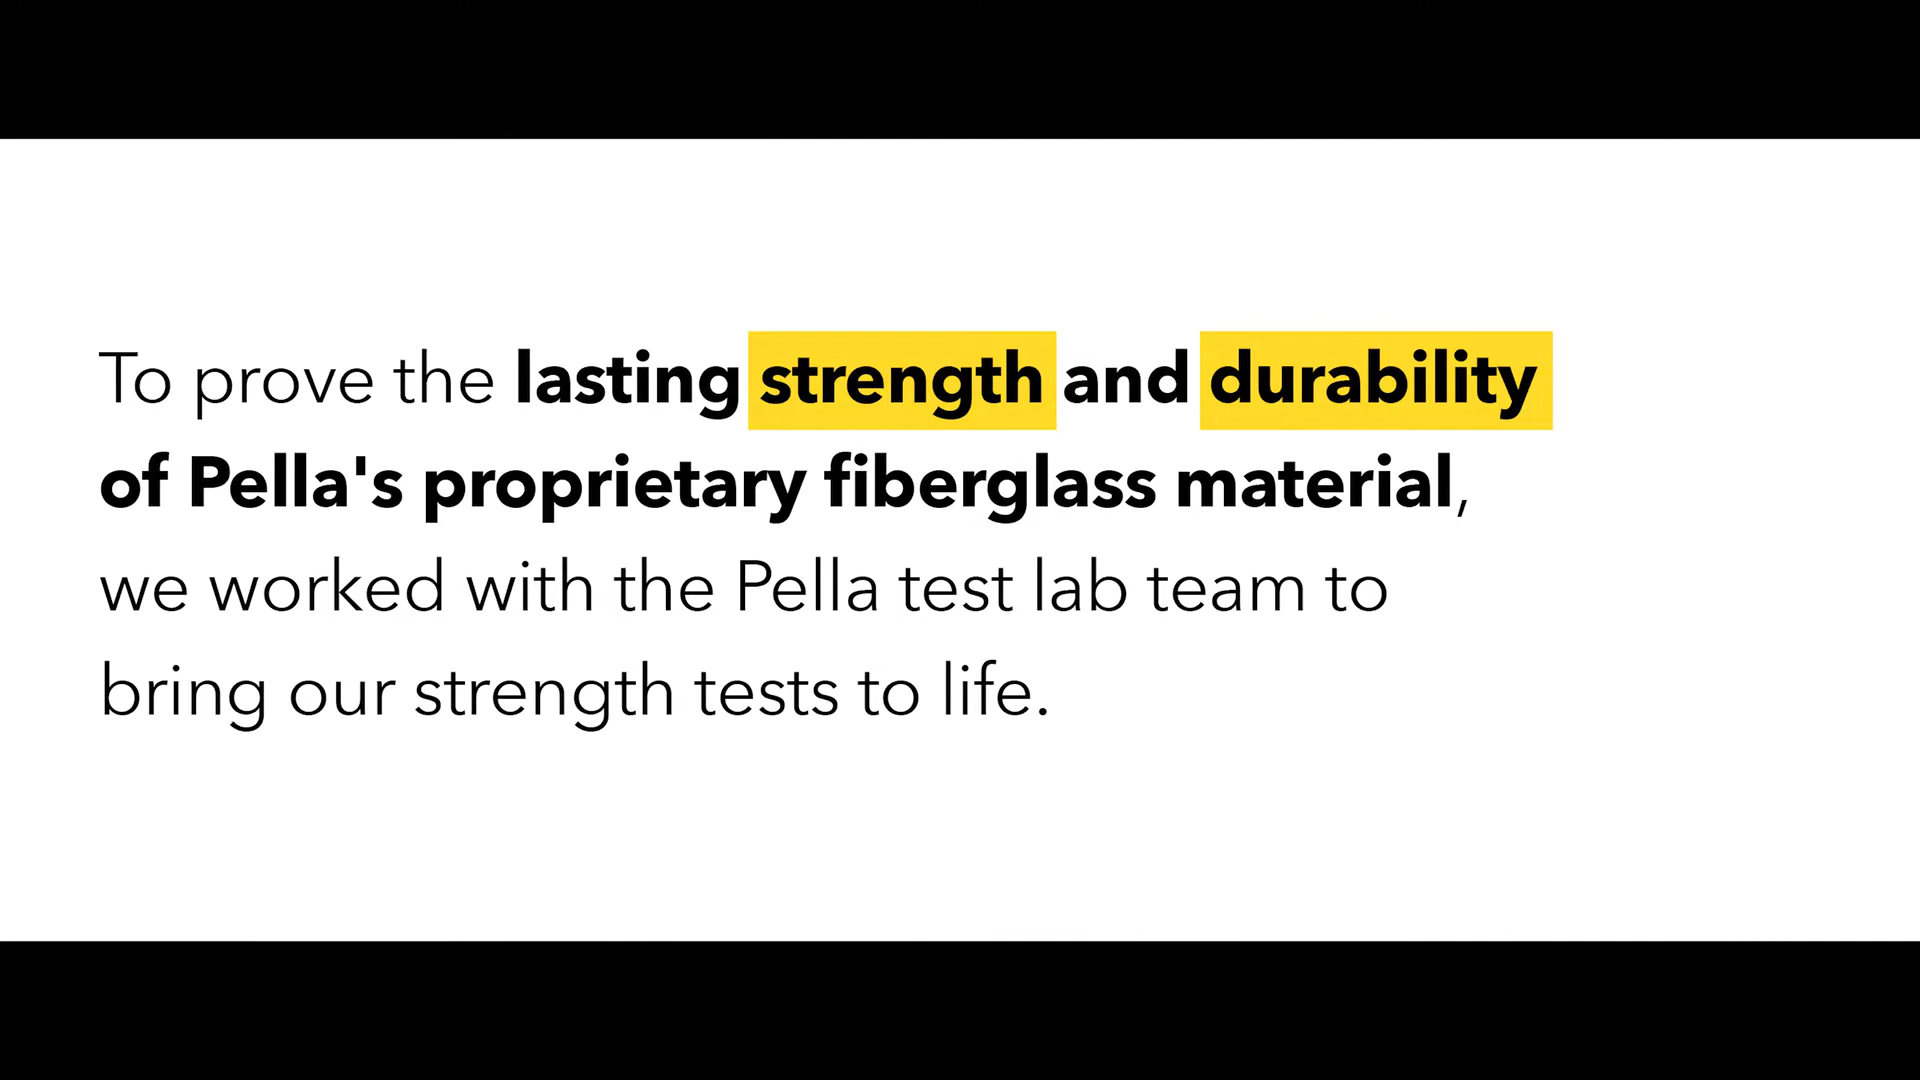 To prove the lasting strength and durability
of Pella's proprietary fiberglass material,
we worked with the Pella test lab team to
bring our strength tests to life.